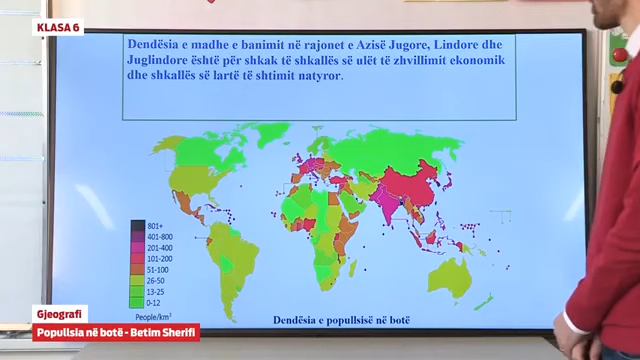 KLASA 6
Dendësia e madhe e banimit në rajonet e Azisë Jugore, Lindore dhe
Juglindore është për shkak të shkallës së ulët të zhvillimit ekonomik
dhe shkallës së lartë të shtimit natyror.
801+
401-800
201-400
101-200
51-100
26-50
13-25
0-12
People/km²
Dendësia e popullsisë në botë
Gjeografi
Popullsia në botë - Betim Sherifi